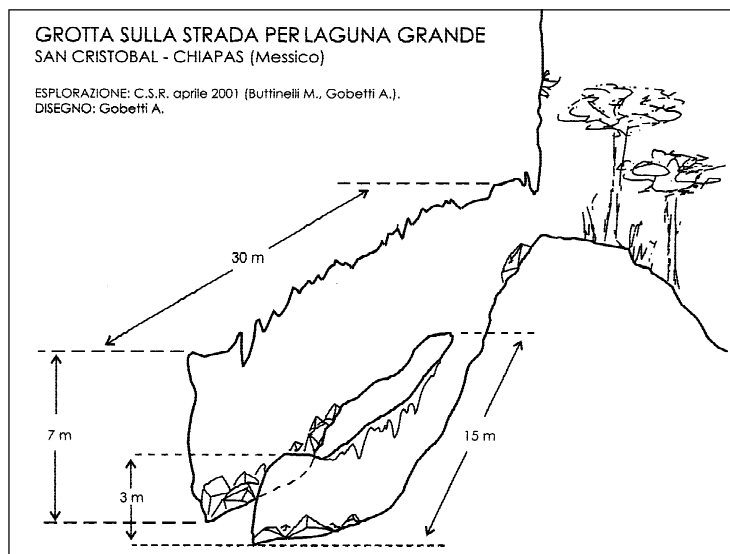 GROTTA SULLA STRADA PER LAGUNA GRANDE
SAN CRISTOBAL - CHIAPAS (Messico)
ESPLORAZIONE: C.S.R. aprile 2001 (Buttinelli M., Gobetti A.).
DISEGNO: Gobetti A.
30 m
7 m
15 m
3 m